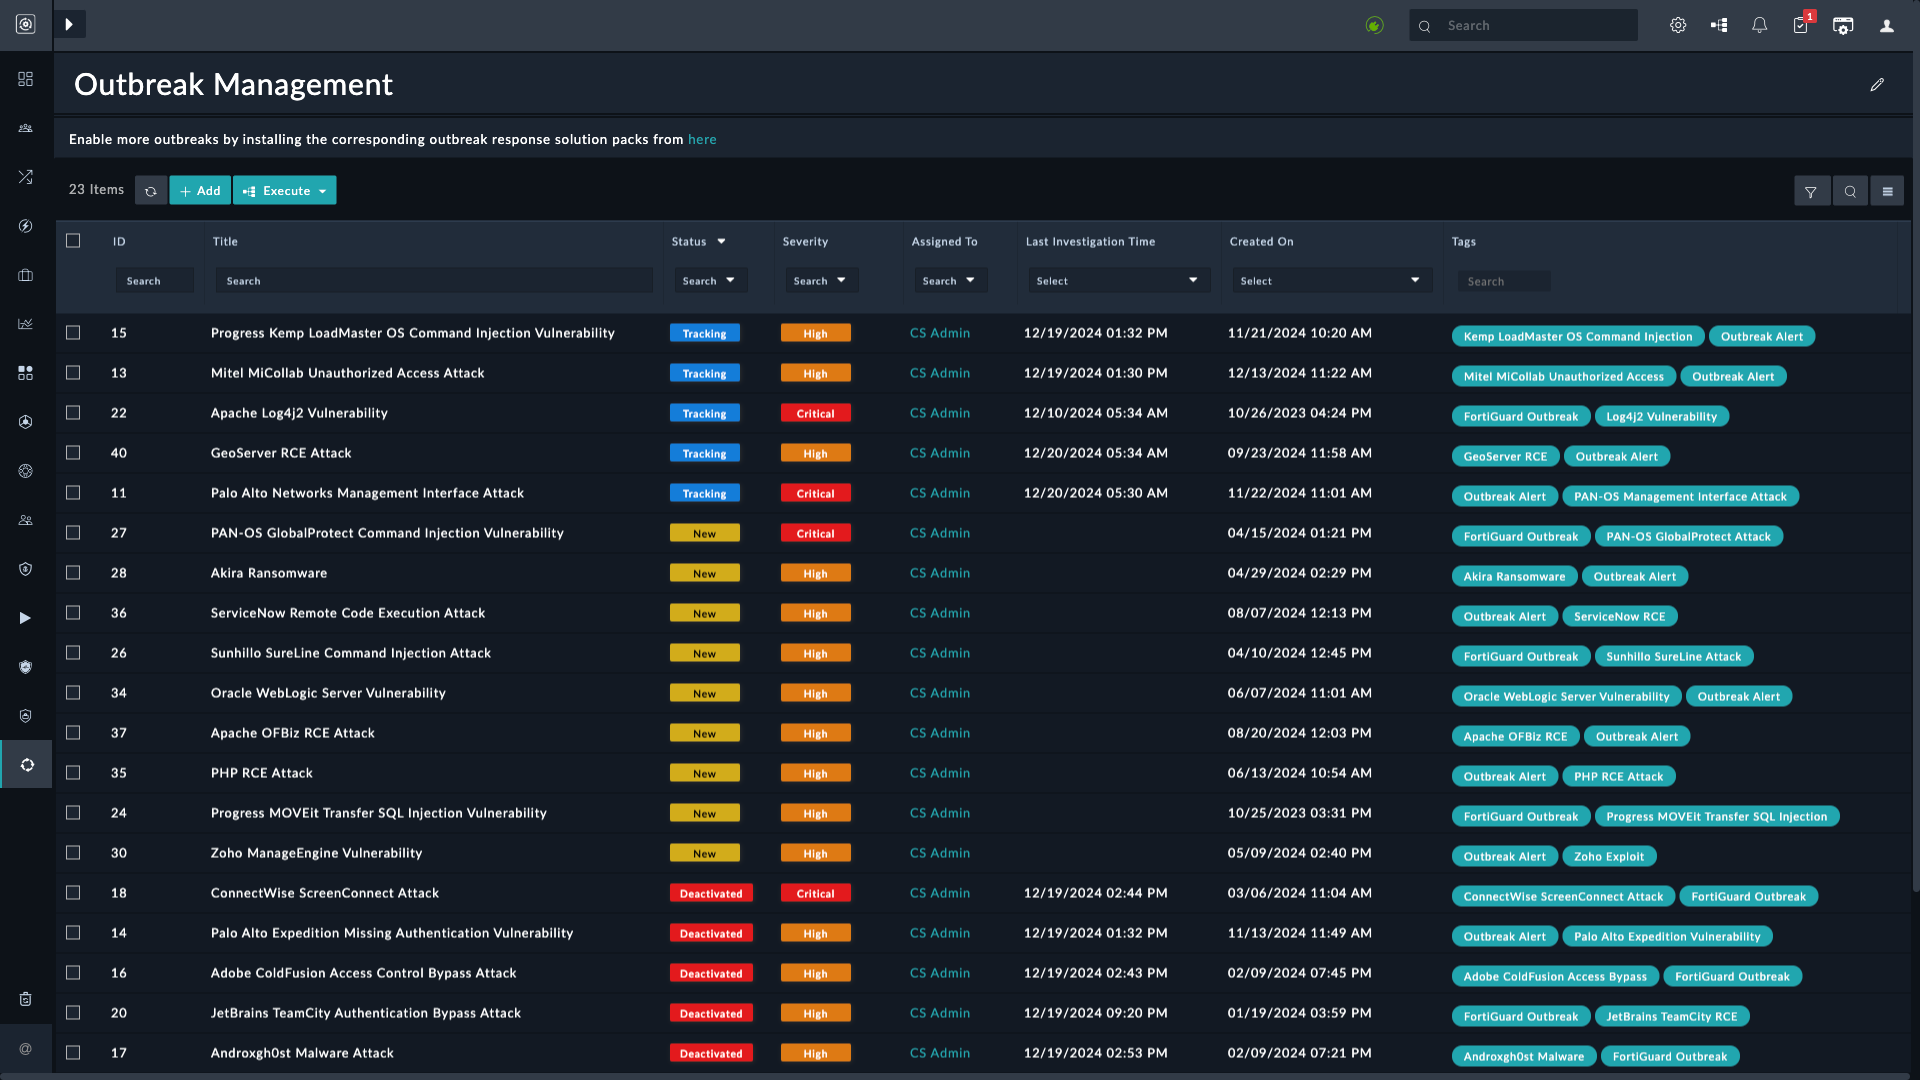 Search
1
Outbreak Management
Enable more outbreaks by installing the corresponding outbreak response solution packs from here
23 Items + Add Execute
ID Title Status Severity Assigned To Last Investigation Time Created On Tags
Search Search Search Search Search Select Select Search
15 Progress Kemp LoadMaster OS Command Injection Vulnerability Tracking High CS Admin 12/19/2024 01:32 PM 11/21/2024 10:20 AM Kemp LoadMaster OS Command Injection Outbreak Alert
13 Mitel MiCollab Unauthorized Access Attack Tracking High CS Admin 12/19/2024 01:30 PM 12/13/2024 11:22 AM Mitel MiCollab Unauthorized Access Outbreak Alert
22 Apache Log4j2 Vulnerability Tracking Critical CS Admin 12/10/2024 05:34 AM 10/26/2023 04:24 PM FortiGuard Outbreak Log4j2 Vulnerability
40 GeoServer RCE Attack Tracking High CS Admin 12/20/2024 05:34 AM 09/23/2024 11:58 AM GeoServer RCE Outbreak Alert
11 Palo Alto Networks Management Interface Attack Tracking Critical CS Admin 12/20/2024 05:30 AM 11/22/2024 11:01 AM Outbreak Alert PAN-OS Management Interface Attack
27 PAN-OS GlobalProtect Command Injection Vulnerability New Critical CS Admin 04/15/2024 01:21 PM FortiGuard Outbreak PAN-OS GlobalProtect Attack
28 Akira Ransomware New High CS Admin 04/29/2024 02:29 PM Akira Ransomware Outbreak Alert
36 ServiceNow Remote Code Execution Attack New High CS Admin 08/07/2024 12:13 PM Outbreak Alert ServiceNow RCE
26 Sunhillo SureLine Command Injection Attack New High CS Admin 04/10/2024 12:45 PM FortiGuard Outbreak Sunhillo SureLine Attack
34 Oracle WebLogic Server Vulnerability New High CS Admin 06/07/2024 11:01 AM Oracle WebLogic Server Vulnerability Outbreak Alert
37 Apache OFBiz RCE Attack New High CS Admin 08/20/2024 12:03 PM Apache OFBiz RCE Outbreak Alert
35 PHP RCE Attack New High CS Admin 06/13/2024 10:54 AM Outbreak Alert PHP RCE Attack
24 Progress MOVEit Transfer SQL Injection Vulnerability New High CS Admin 10/25/2023 03:31 PM FortiGuard Outbreak Progress MOVEit Transfer SQL Injection
30 Zoho ManageEngine Vulnerability New High CS Admin 05/09/2024 02:40 PM Outbreak Alert Zoho Exploit
18 ConnectWise ScreenConnect Attack Deactivated Critical CS Admin 12/19/2024 02:44 PM 03/06/2024 11:04 AM ConnectWise ScreenConnect Attack FortiGuard Outbreak
14 Palo Alto Expedition Missing Authentication Vulnerability Deactivated High CS Admin 12/19/2024 01:32 PM 11/13/2024 11:49 AM Outbreak Alert Palo Alto Expedition Vulnerability
16 Adobe ColdFusion Access Control Bypass Attack Deactivated High CS Admin 12/19/2024 02:43 PM 02/09/2024 07:45 PM Adobe ColdFusion Access Bypass FortiGuard Outbreak
20 JetBrains TeamCity Authentication Bypass Attack Deactivated High CS Admin 12/19/2024 09:20 PM 01/19/2024 03:59 PM FortiGuard Outbreak JetBrains TeamCity RCE
17 Androxgh0st Malware Attack Deactivated High CS Admin 12/19/2024 02:53 PM 02/09/2024 07:21 PM Androxgh0st Malware FortiGuard Outbreak